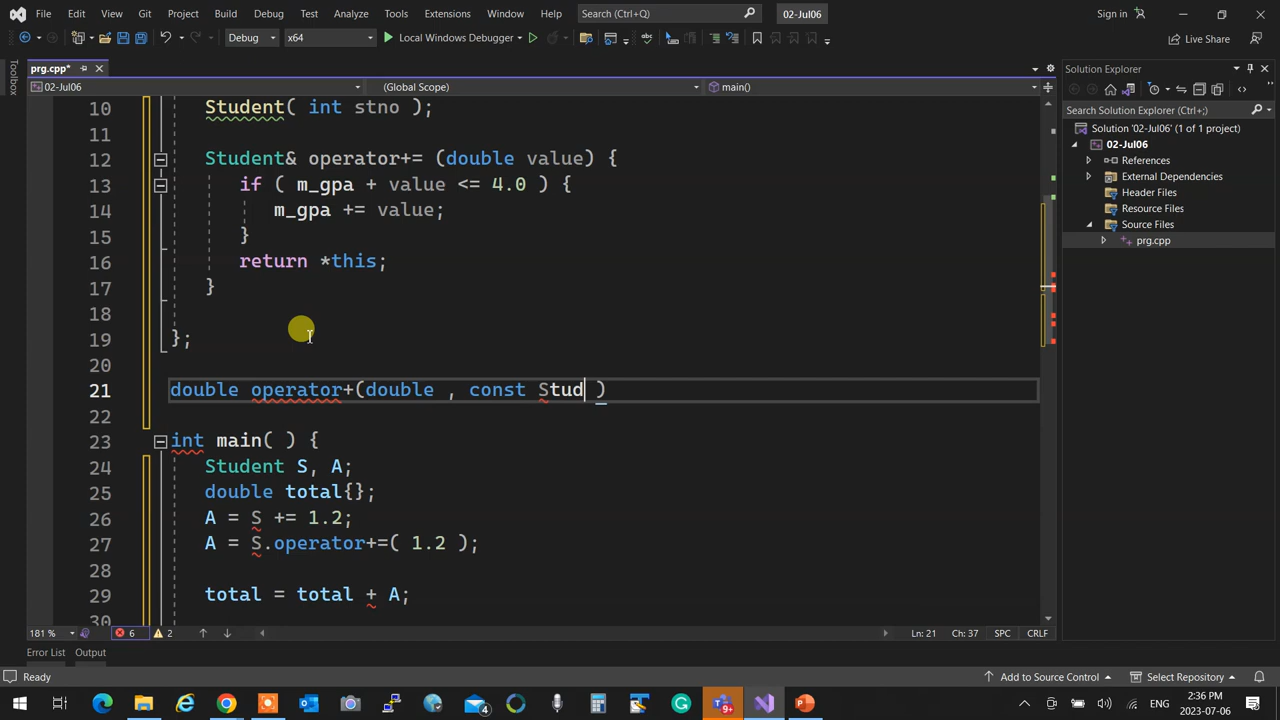 File Edit View Git Project Build Debug Test Analyze Tools Extensions Window Help Search (Ctrl+Q) 02-Jul06 Sign in
Debug x64 Local Windows Debugger Live Share
Toolbox
prg.cpp*
02-Jul06 (Global Scope) main()
10 Student( int stno );
11
12 Student& operator+= (double value) {
13 if ( m_gpa + value <= 4.0 ) {
14 m_gpa += value;
15 }
16 return *this;
17 }
18
19 };
20
21 double operator+(double , const Stud )
22
23 int main( ) {
24 Student S, A;
25 double total{};
26 A = S += 1.2;
27 A = S.operator+=( 1.2 );
28
29 total = total + A;
30
Solution Explorer
Search Solution Explorer (Ctrl+;)
Solution '02-Jul06' (1 of 1 project)
02-Jul06
References
External Dependencies
Header Files
Resource Files
Source Files
prg.cpp
181 % 6 2 Ln: 21 Ch: 37 SPC CRLF
Error List Output
Ready Add to Source Control Select Repository
4 9+ 2:36 PM
2023-07-06